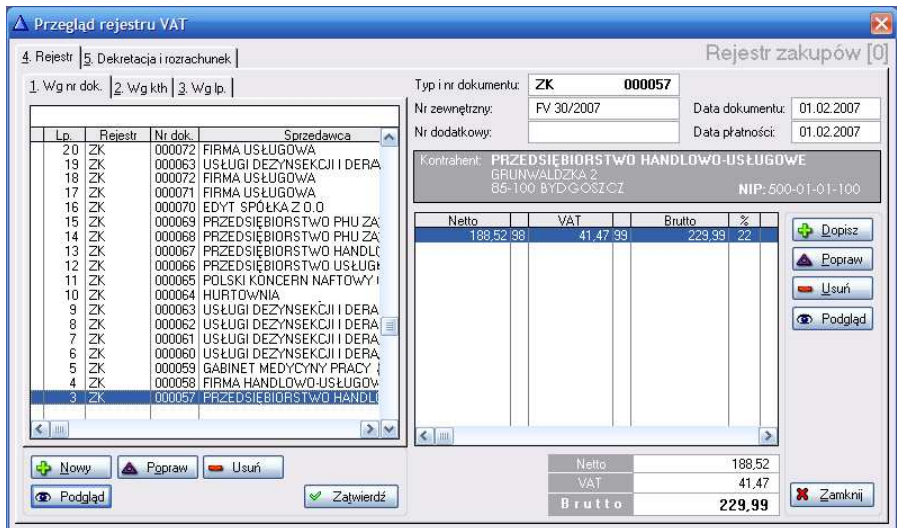 Przegląd rejestru VAT
4. Rejestr 5. Dekretacja i rozrachunek
Rejestr zakupów [0]
1. Wg nr dok. 2. Wg kth 3. Wg lp.
Lp. Rejestr Nr dok. Sprzedawca
20 ZK 000072 FIRMA USŁUGOWA
19 ZK 000063 USŁUGI DEZYNSEKCJI I DERA
18 ZK 000072 FIRMA USŁUGOWA
17 ZK 000071 FIRMA USŁUGOWA
16 ZK 000070 EDYT SPÓŁKA Z O.O
15 ZK 000069 PRZEDSIĘBIORSTWO PHU ZA
14 ZK 000068 PRZEDSIĘBIORSTWO PHU ZA
13 ZK 000067 PRZEDSIĘBIORSTWO HANDL
12 ZK 000066 PRZEDSIĘBIORSTWO USŁUG
11 ZK 000065 POLSKI KONCERN NAFTOWY
10 ZK 000064 HURTOWNIA
9 ZK 000063 USŁUGI DEZYNSEKCJI I DERA
8 ZK 000062 USŁUGI DEZYNSEKCJI I DERA
7 ZK 000061 USŁUGI DEZYNSEKCJI I DERA
6 ZK 000060 USŁUGI DEZYNSEKCJI I DERA
5 ZK 000059 GABINET MEDYCYNY PRACY
4 ZK 000058 FIRMA HANDLOWO-USŁUGOW
3 ZK 000057 PRZEDSIĘBIORSTWO HANDL
Nowy Popraw Usuń
Podgląd Zatwierdź
Typ i nr dokumentu: ZK 000057
Nr zewnętrzny: FV 30/2007 Data dokumentu: 01.02.2007
Nr dodatkowy: Data płatności: 01.02.2007
Kontrahent: PRZEDSIĘBIORSTWO HANDLOWO-USŁUGOWE
GRUNWALDZKA 2
85-100 BYDGOSZCZ NIP: 500-01-01-100
Netto VAT Brutto %
188,52 98 41,47 99 229,99 22
Dopisz
Popraw
Usuń
Podgląd
Netto 188,52
VAT 41,47
Brutto 229,99
Zamknij